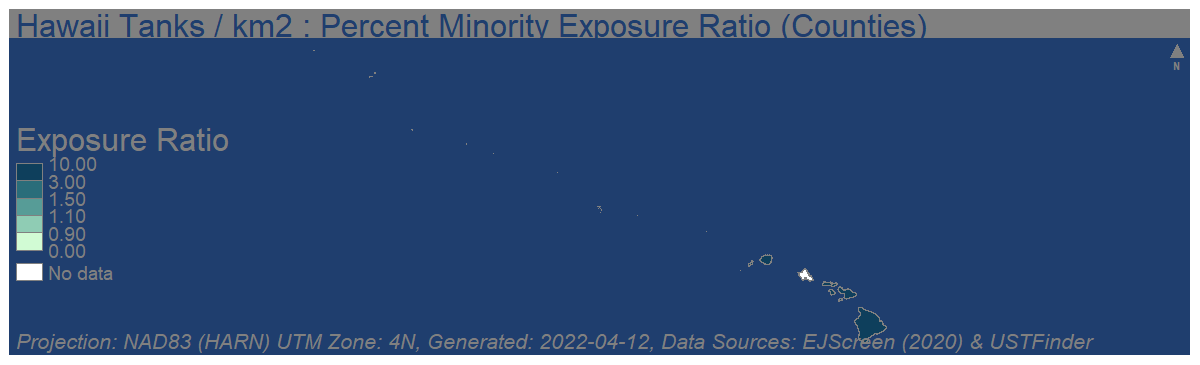 Hawaii Tanks / km2 : Percent Minority Exposure Ratio (Counties)
N
Exposure Ratio
10.00
3.00
1.50
1.10
0.90
0.00
No data
Projection: NAD83 (HARN) UTM Zone: 4N, Generated: 2022-04-12, Data Sources: EJScreen (2020) & USTFinder